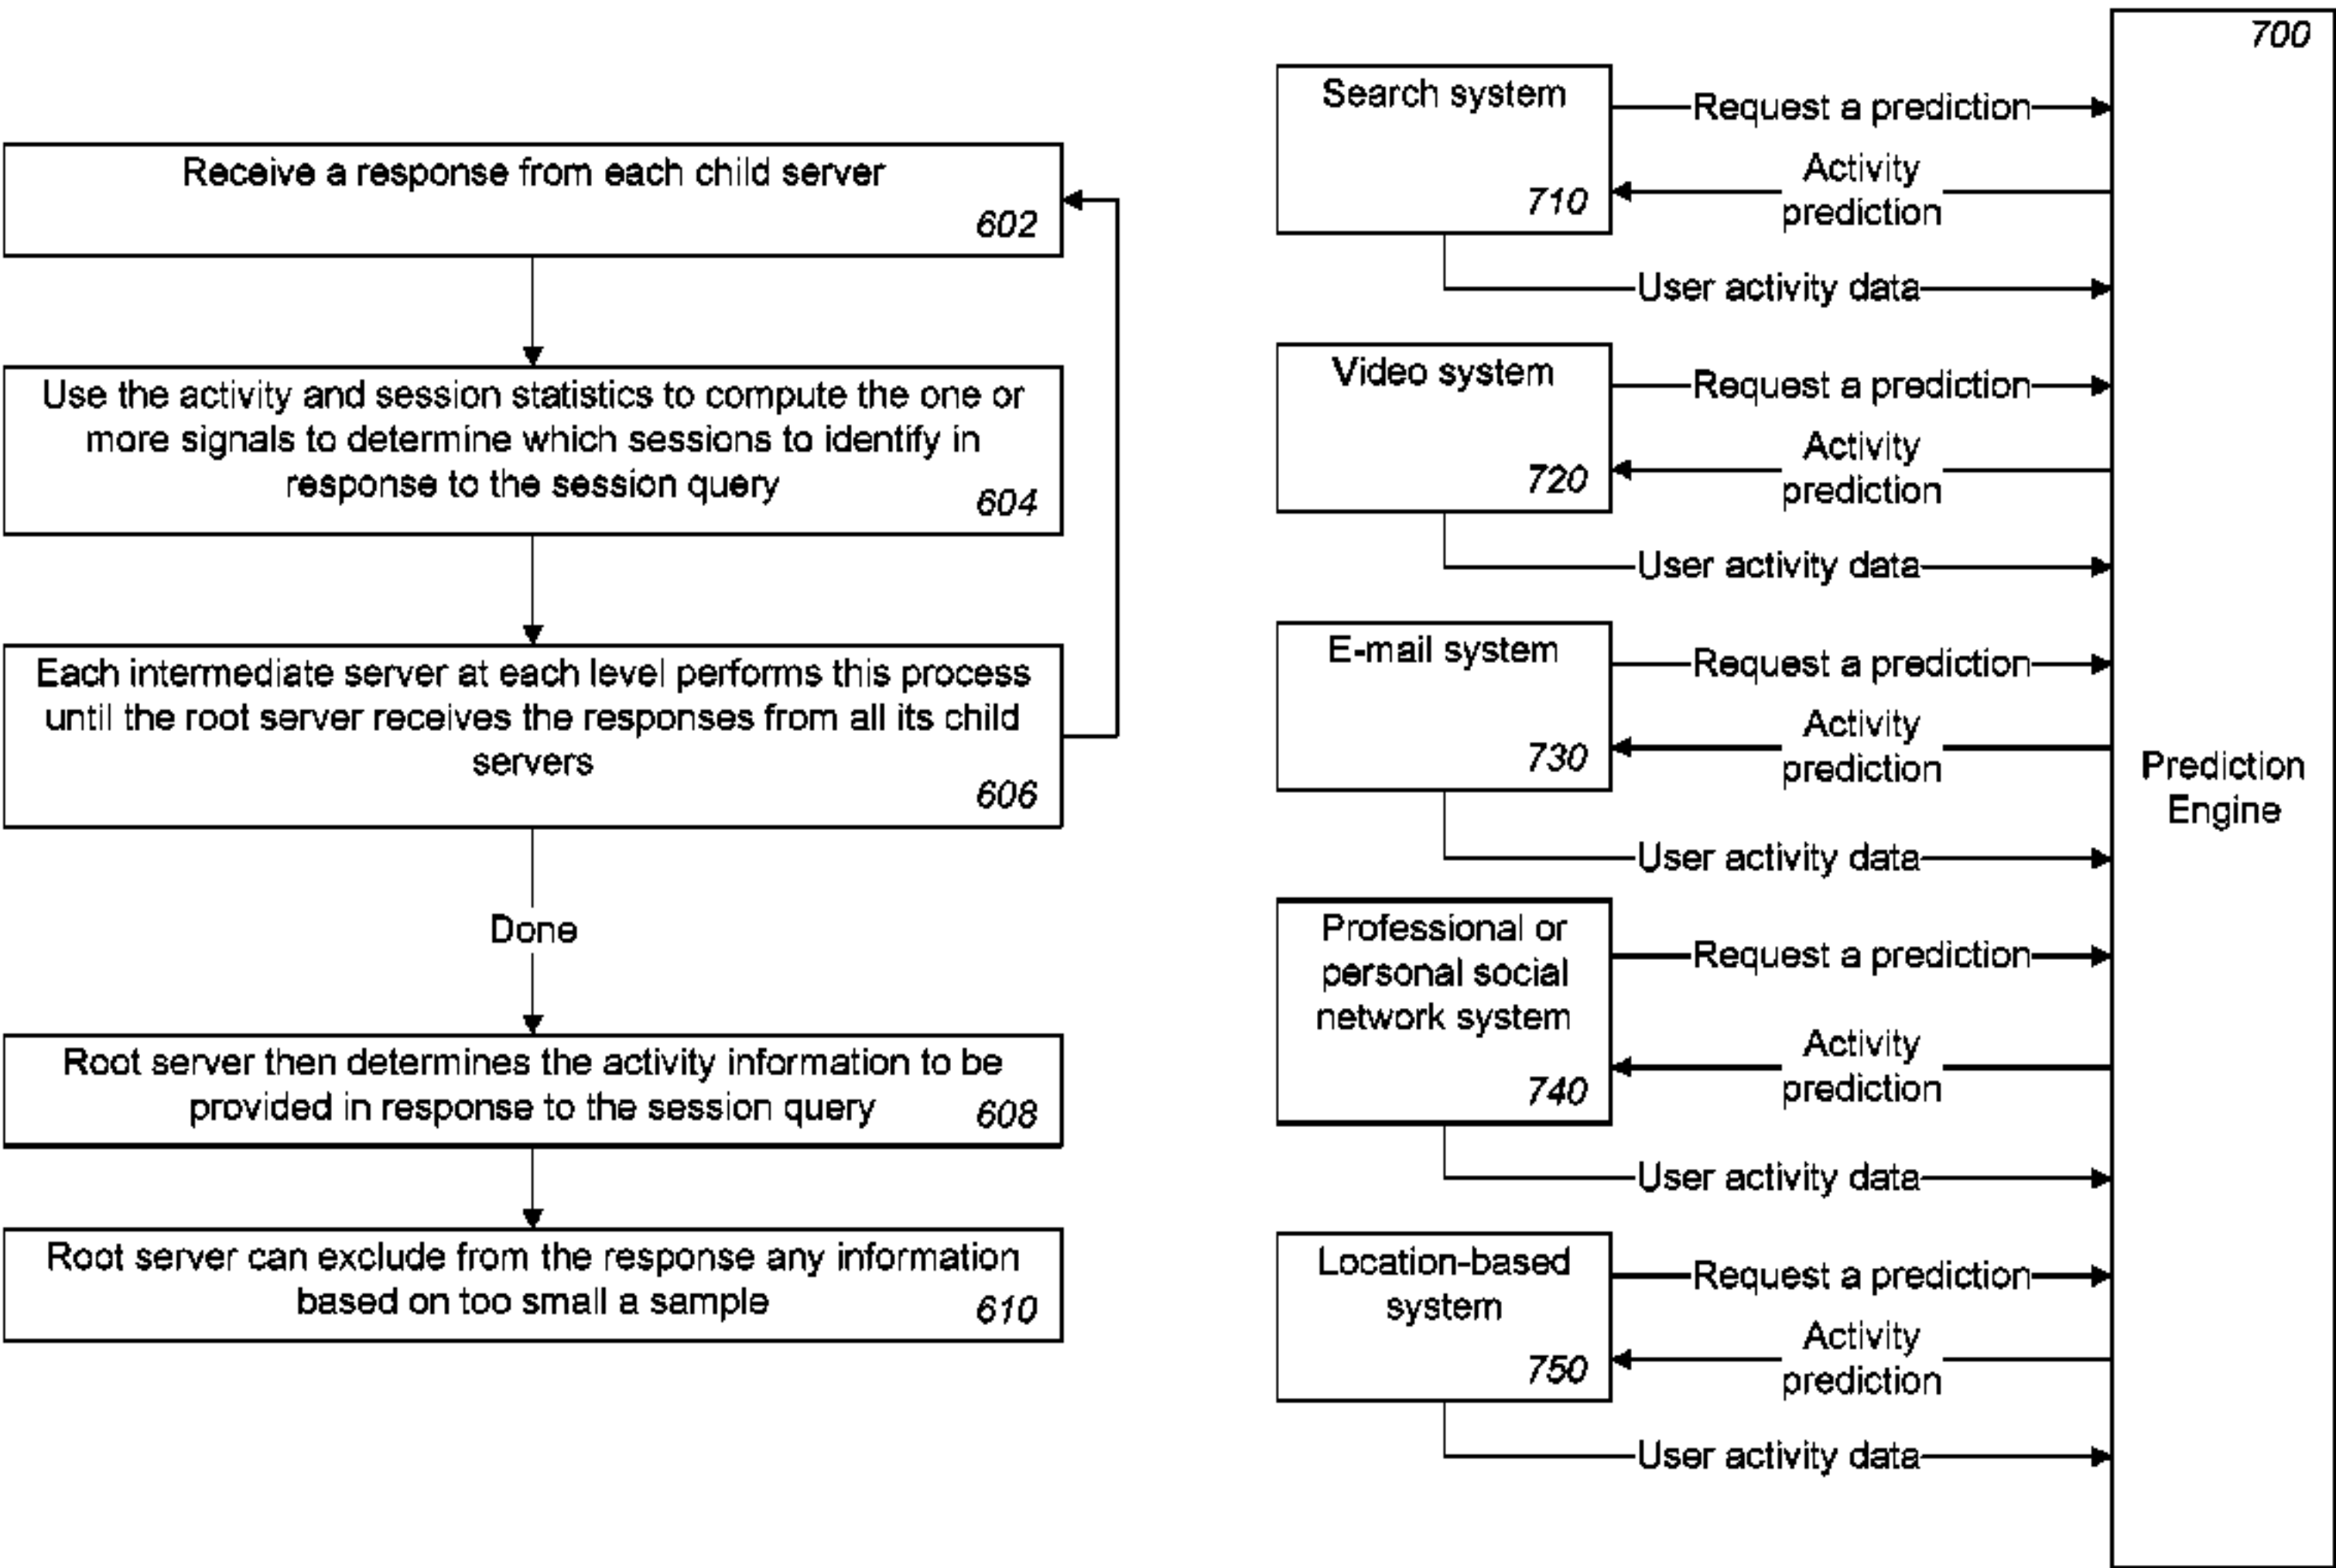 Receive a response from each child server
602
Use the activity and session statistics to compute the one or
more signals to determine which sessions to identify in
response to the session query
604
Each intermediate server at each level performs this process
until the root server receives the responses from all its child
servers
606
Done
Root server then determines the activity information to be
provided in response to the session query
608
Root server can exclude from the response any information
based on too small a sample
610
Search system
710
Request a prediction
Activity
prediction
User activity data
Video system
720
Request a prediction
Activity
prediction
User activity data
E-mail system
730
Request a prediction
Activity
prediction
User activity data
Professional or
personal social
network system
740
Request a prediction
Activity
prediction
User activity data
Location-based
system
750
Request a prediction
Activity
prediction
User activity data
700
Prediction
Engine